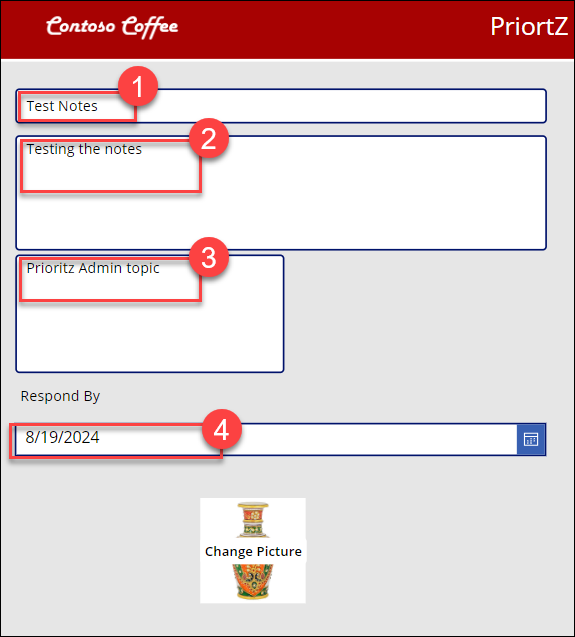 Contoso Coffee
PriortZ
1
Test Notes
2
Testing the notes
3
Prioritz Admin topic
Respond By
4
8/19/2024
Change Picture